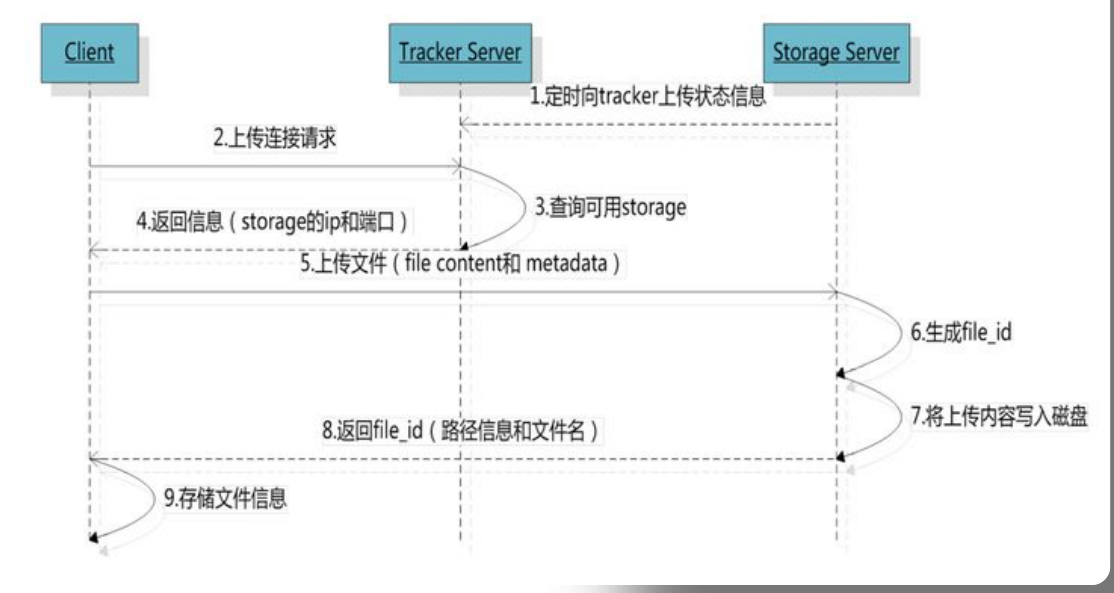 Client
Tracker Server
Storage Server
1.定时向tracker上传状态信息
2.上传连接请求
3.查询可用storage
4.返回信息（storage的ip和端口）
5.上传文件（file content和 metadata）
6.生成file_id
7.将上传内容写入磁盘
8.返回file_id（路径信息和文件名）
9.存储文件信息